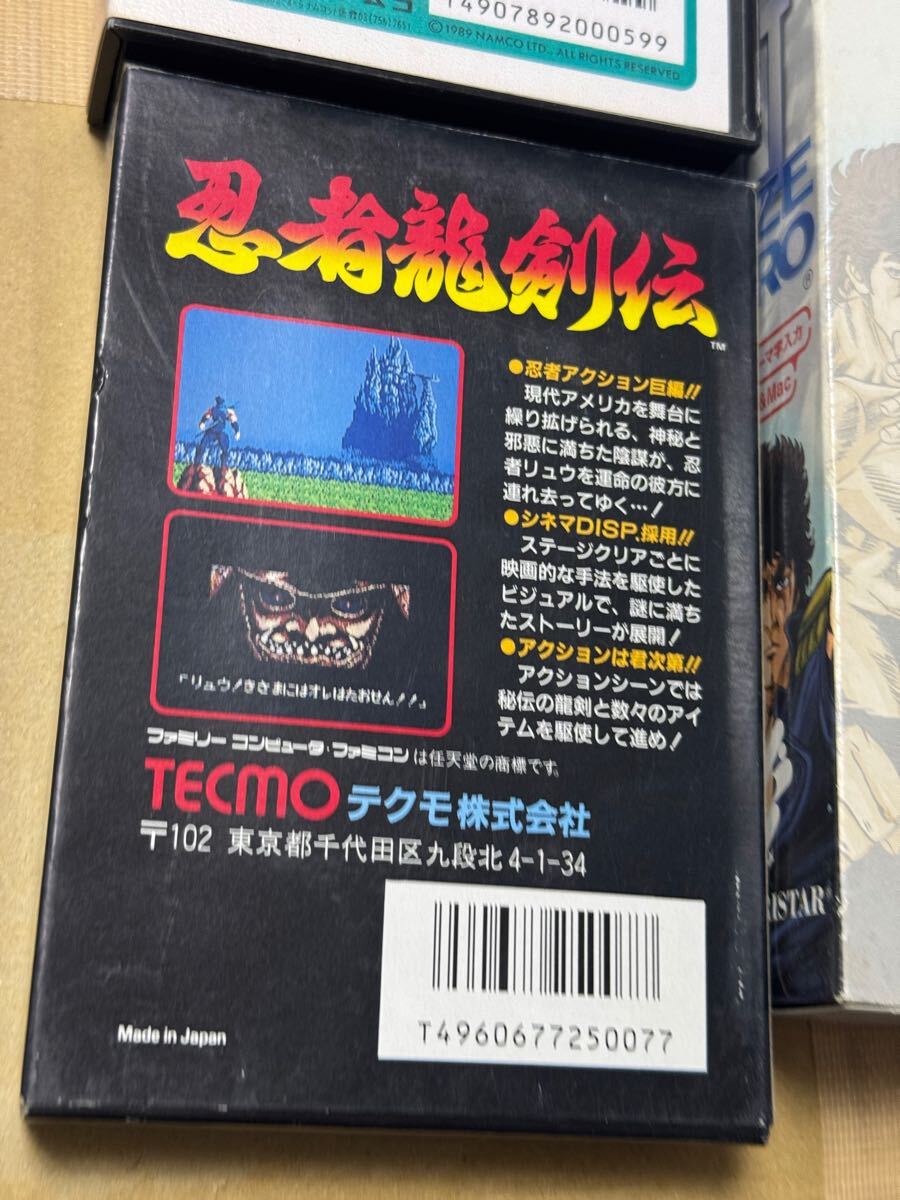 T4907892000599
©1989 NAMCO LTD., ALL RIGHTS RESERVED
忍者龍剣伝
TM
●忍者アクション巨編!!
現代アメリカを舞台に
繰り拡げられる、神秘と
邪悪に満ちた陰謀が、忍
者リュウを運命の彼方に
連れ去ってゆく…!
●シネマDISP.採用!!
ステージクリアごとに
映画的な手法を駆使した
ビジュアルで、謎に満ち
たストーリーが展開!
●アクションは君次第!!
アクションシーンでは
秘伝の龍剣と数々のアイ
テムを駆使して進め!
「リュウ!きさまにはオレはたおせん!!」
ファミリーコンピュータ・ファミコンは任天堂の商標です。
TECMO テクモ株式会社
〒102 東京都千代田区九段北4-1-34
Made in Japan
T4960677250077
ZE
RO®
ーマ字入力
RISTAR®